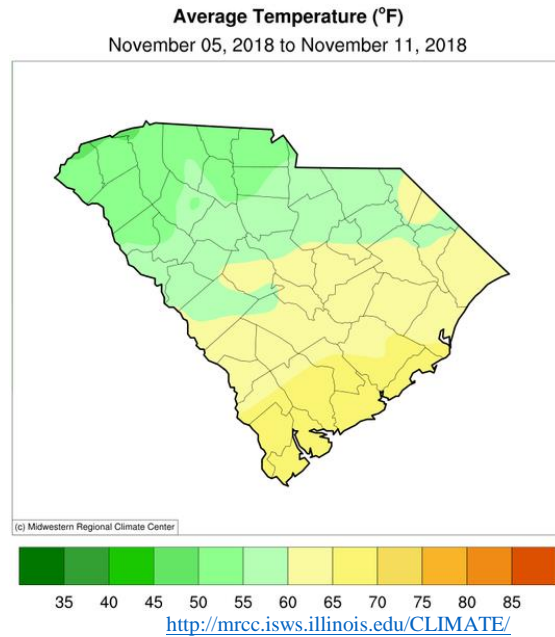 Average Temperature (°F)
November 05, 2018 to November 11, 2018
(c) Midwestern Regional Climate Center
35 40 45 50 55 60 65 70 75 80 85
http://mrcc.isws.illinois.edu/CLIMATE/